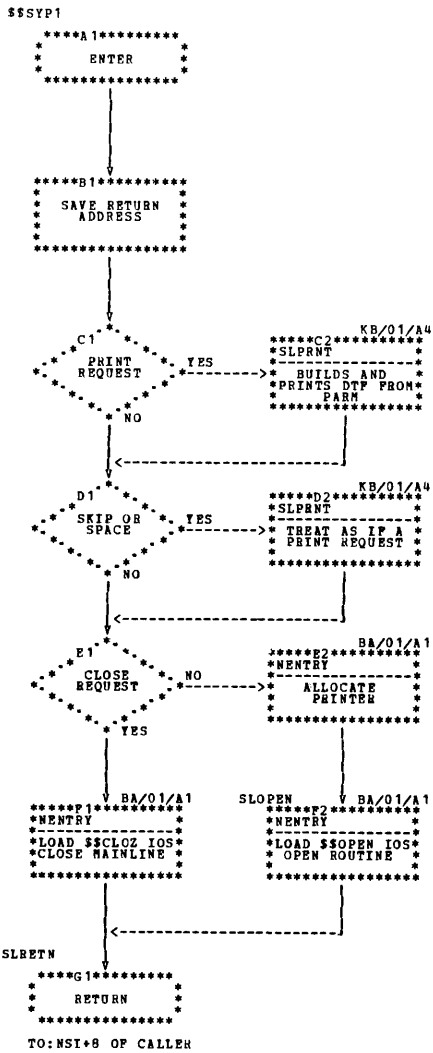 $$SYP1
A1
ENTER
B1
SAVE RETURN
ADDRESS
C1
PRINT
REQUEST
YES
NO
KB/01/A4
C2
SLPRNT
BUILDS AND
PRINTS DTF FROM
PARM
D1
SKIP OR
SPACE
YES
NO
KB/01/A4
D2
SLPRNT
TREAT AS IF A
PRINT REQUEST
E1
CLOSE
REQUEST
NO
YES
BA/01/A1
E2
NENTRY
ALLOCATE
PRINTER
F1
BA/01/A1
NENTRY
LOAD $$CLOZ IOS
CLOSE MAINLINE
SLOPEN
BA/01/A1
F2
NENTRY
LOAD $$OPEN IOS
OPEN ROUTINE
SLRETN
G1
RETURN
TO:NSI+8 OF CALLER